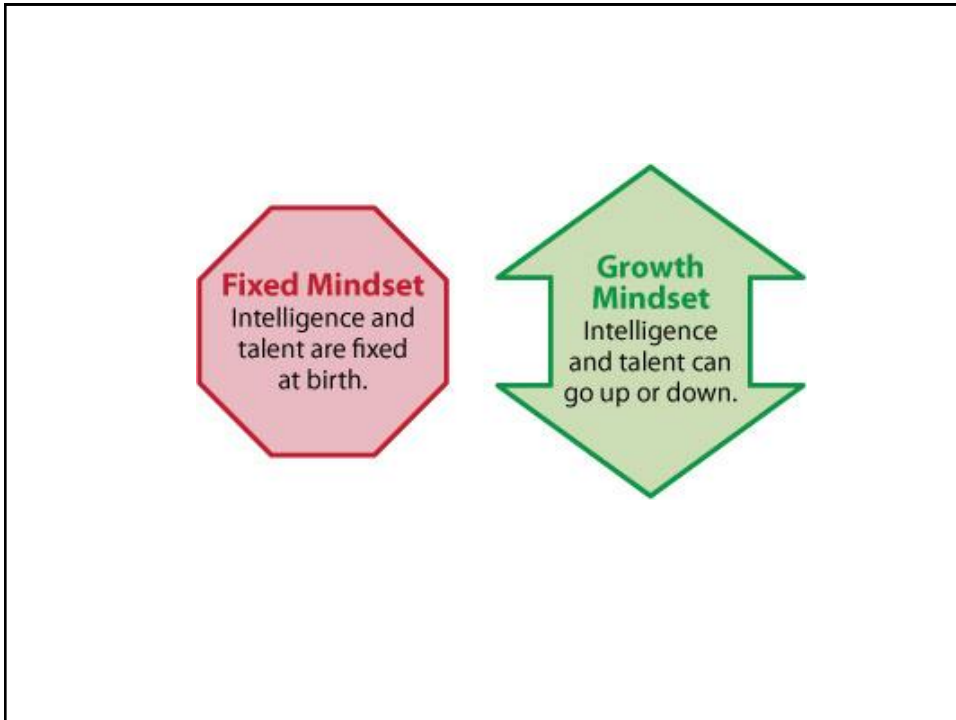 Fixed Mindset
Intelligence and
talent are fixed
at birth.
Growth
Mindset
Intelligence
and talent can
go up or down.